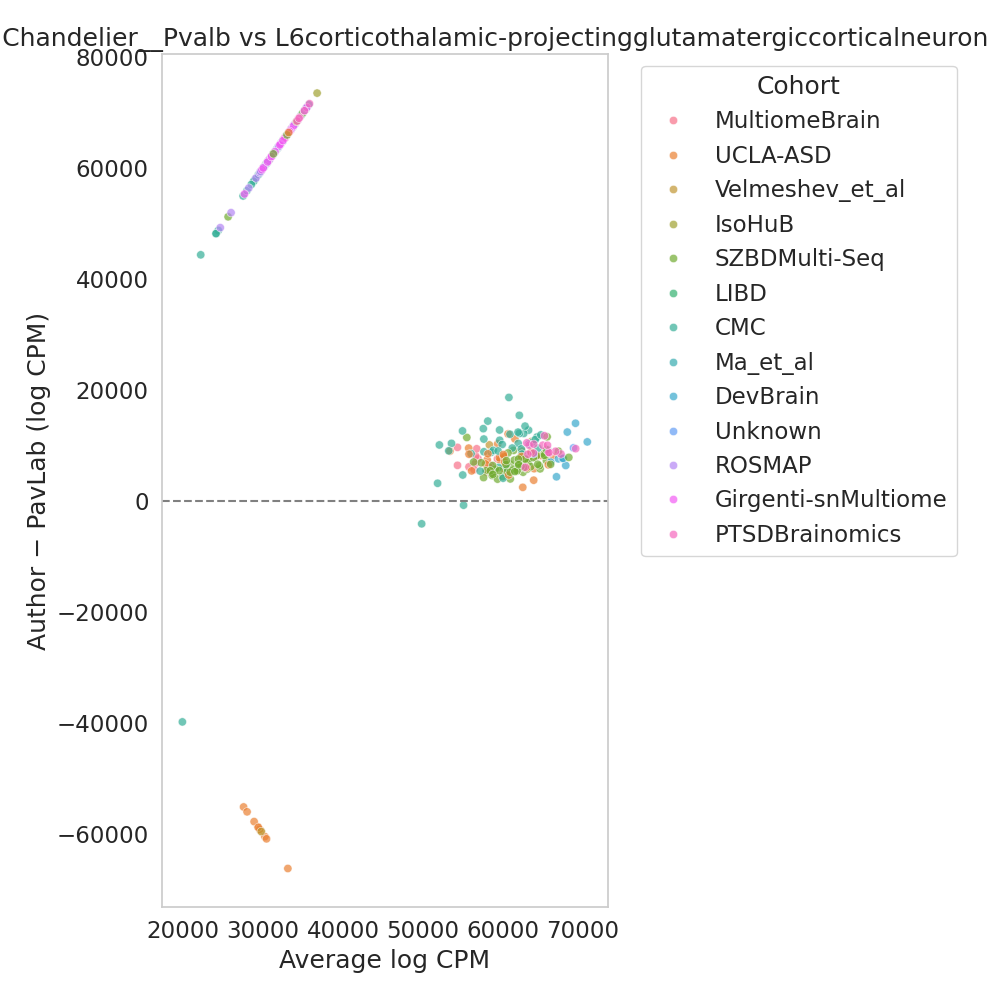 Chandelier__Pvalb vs L6corticothalamic-projectingglutamatergiccorticalneuron
80000
60000
40000
20000
0
−20000
−40000
−60000
Author − PavLab (log CPM)
20000 30000 40000 50000 60000 70000
Average log CPM
Cohort
MultiomeBrain
UCLA-ASD
Velmeshev_et_al
IsoHuB
SZBDMulti-Seq
LIBD
CMC
Ma_et_al
DevBrain
Unknown
ROSMAP
Girgenti-snMultiome
PTSDBrainomics